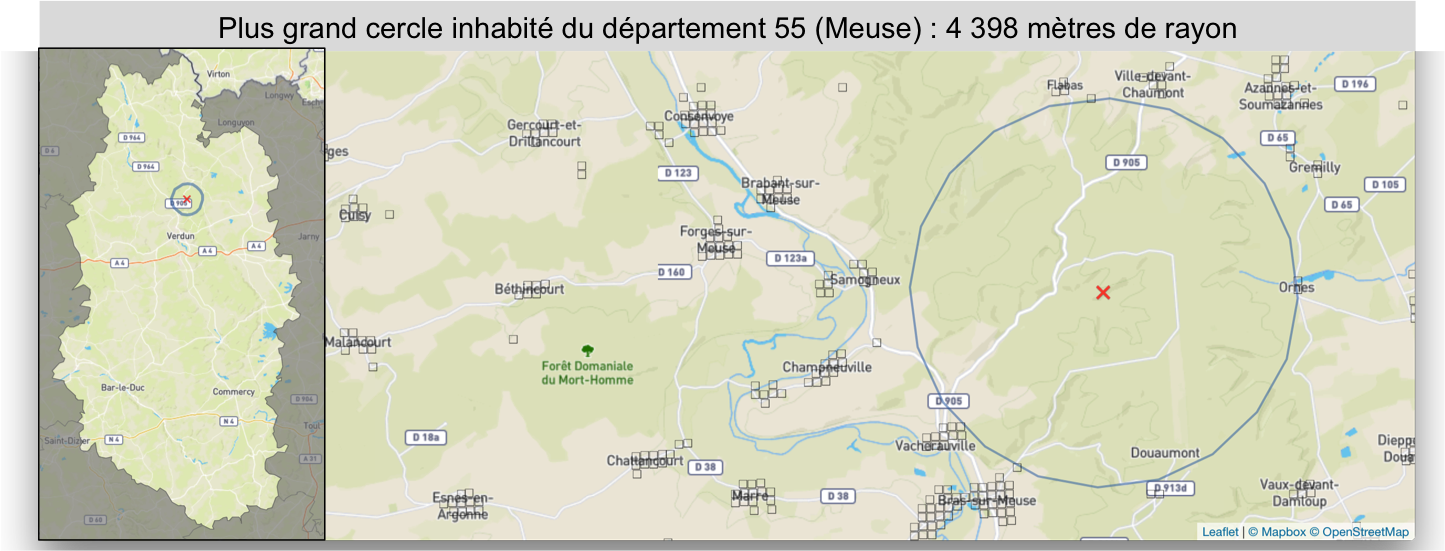 Plus grand cercle inhabité du département 55 (Meuse) : 4 398 mètres de rayon
Virton
Longwy
Esch
Longuyon
D 964
D 6
D 964
D 905
Verdun
Jarny
A 4
A 4
A 4
Bar-le-Duc
Commercy
D 904
N 4
Toul
Saint-Dizier
N 4
A 31
D 60
Flabas
Ville-devant-
Chaumont
Azannes-et-
Soumazannes
D 196
Consenvoye
Gercourt-et-
Drillancourt
D 65
ges
D 905
Gremilly
D 123
Brabant-sur-
Meuse
D 105
D 65
Cuisy
Forges-sur-
Meuse
D 123a
D 160
Samogneux
Béthincourt
Ornes
Malancourt
Forêt Domaniale
du Mort-Homme
Champneuville
D 905
D 18a
Vacherauville
Dieppe
Doua
Douaumont
Chattancourt
D 38
D 913d
Vaux-devant-
Damloup
Esnes-en-
Argonne
Marre
D 38
Bras-sur-Meuse
Leaflet | © Mapbox © OpenStreetMap